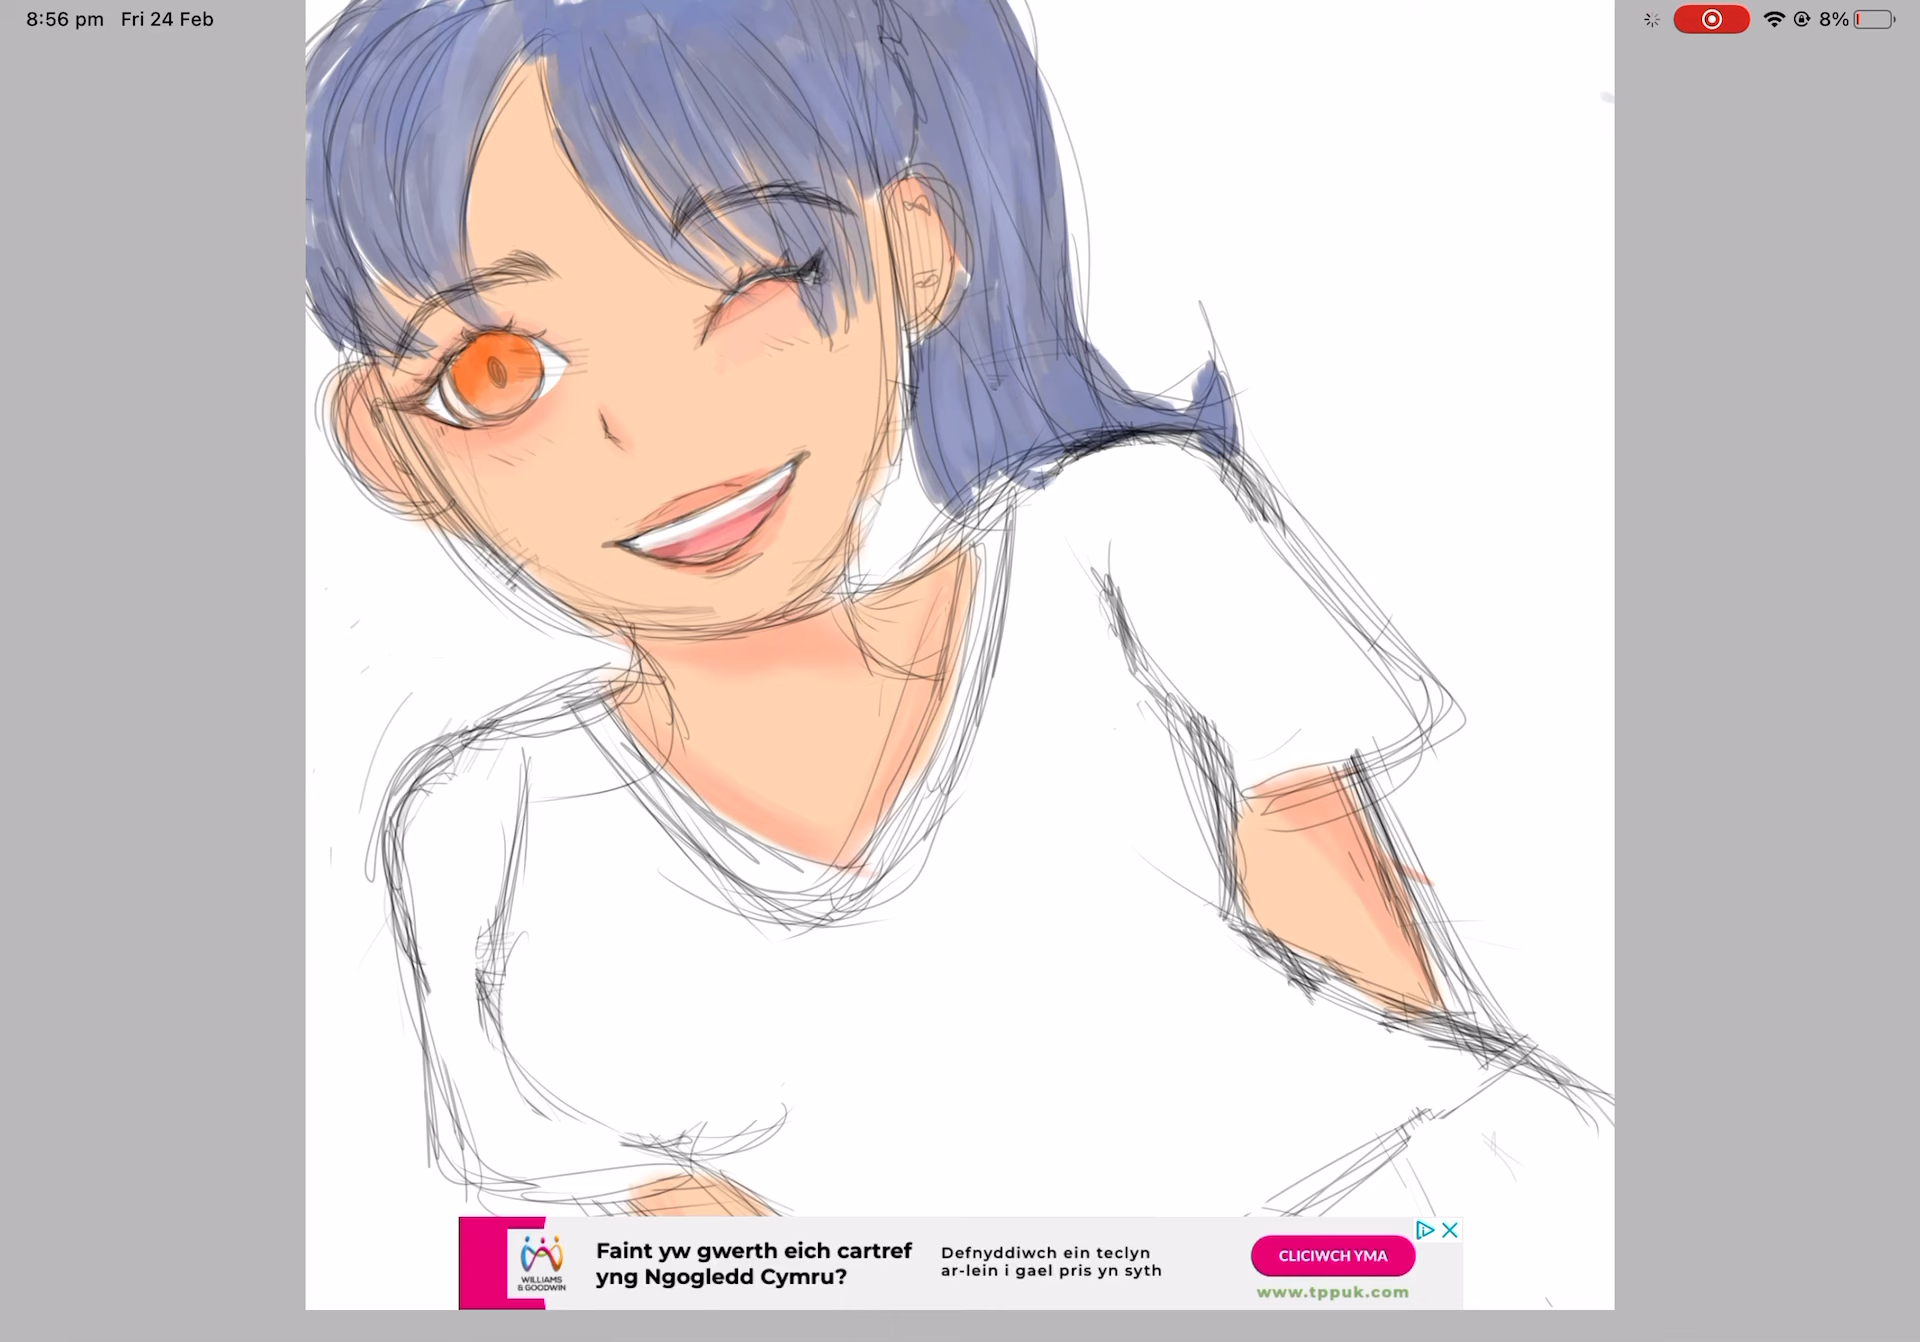 8:56 pm Fri 24 Feb
8%
WILLIAMS
& GOODWIN
Faint yw gwerth eich cartref
yng Ngogledd Cymru?
Defnyddiwch ein teclyn
ar-lein i gael pris yn syth
CLICIWCH YMA
www.tppuk.com